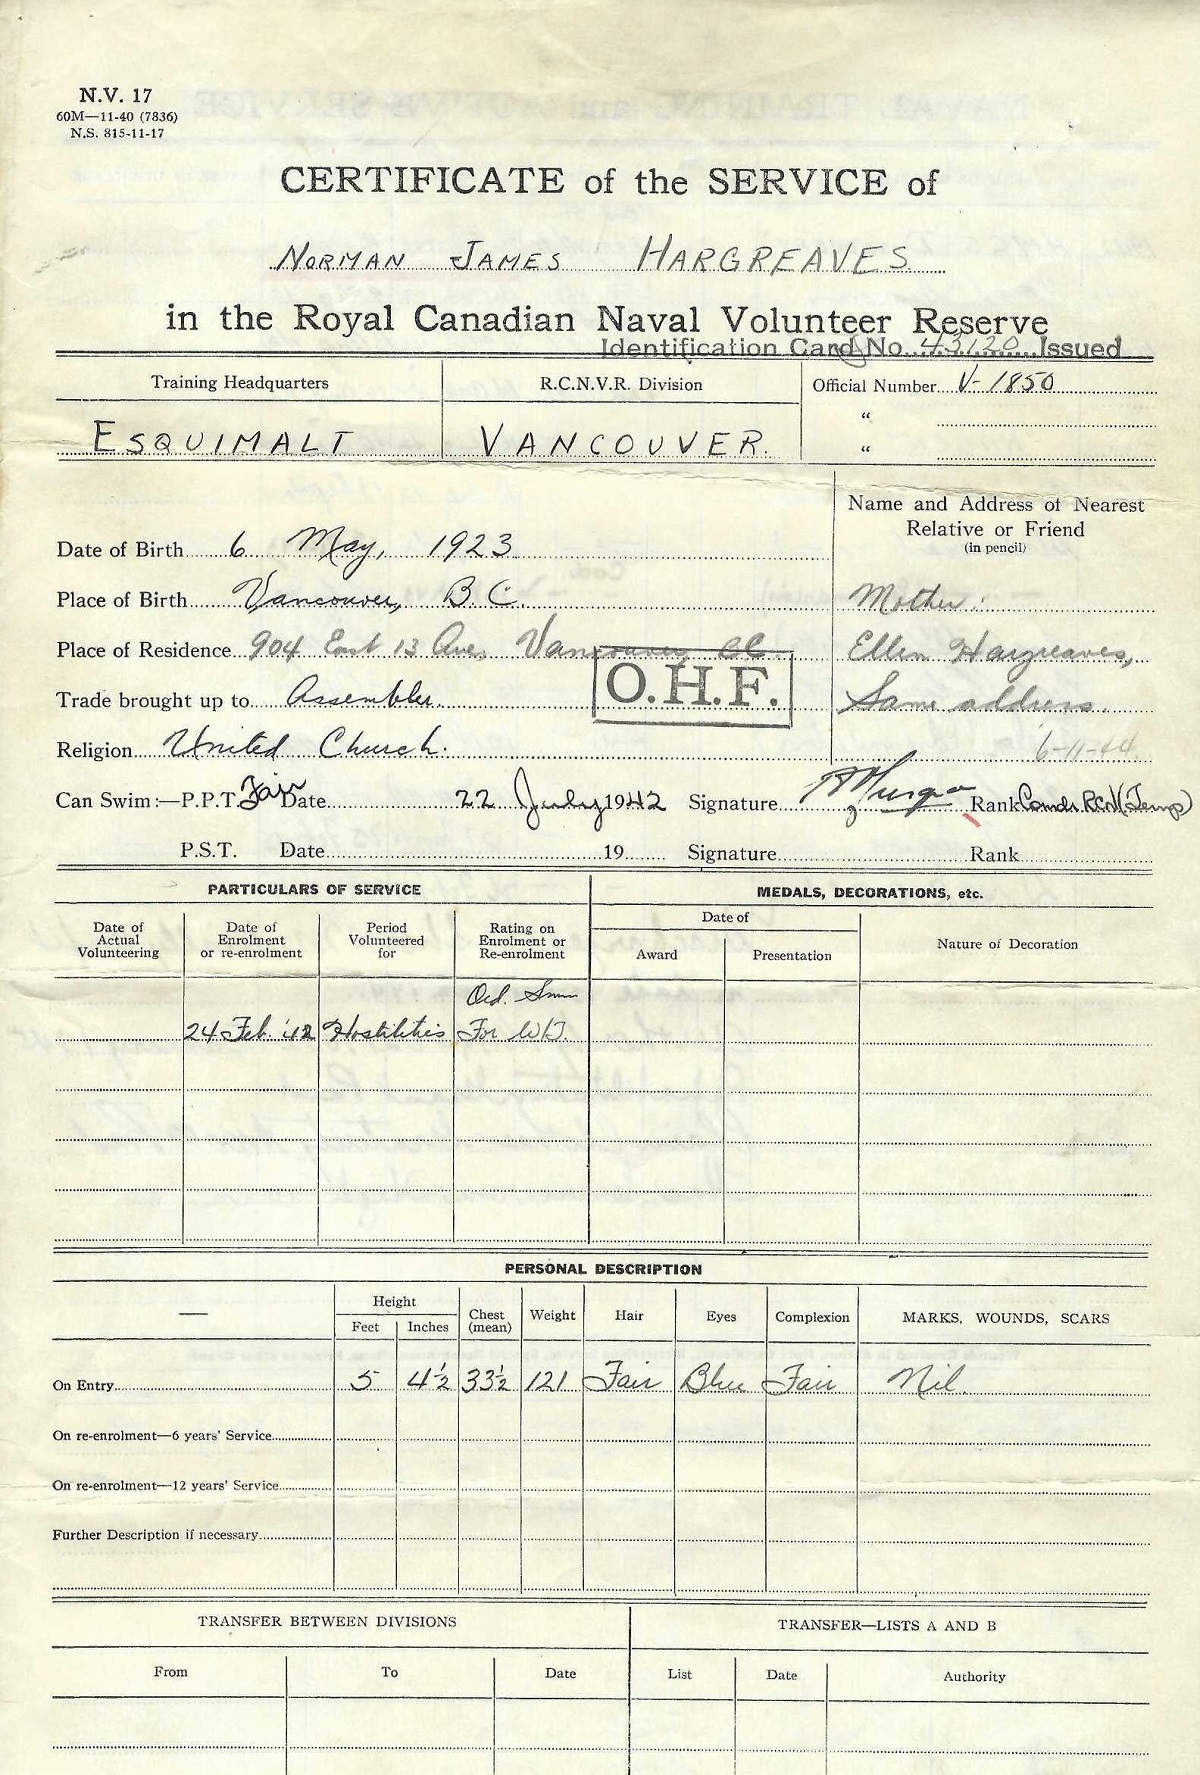 N.V. 17
60M—11-40 (7836)
N.S. 815-11-17
CERTIFICATE of the SERVICE of
NORMAN JAMES HARGREAVES
in the Royal Canadian Naval Volunteer Reserve
Identification Card No. 43120 Issued
Training Headquarters R.C.N.V.R. Division Official Number V-1850
"
ESQUIMALT VANCOUVER. "
Name and Address of Nearest
Relative or Friend
(in pencil)
Date of Birth 6 May, 1923
Place of Birth Vancouver, B.C. Mother:
Place of Residence 904 East 13 Ave, Vancouver BC. Ellen Hargreaves,
O.H.F.
Trade brought up to Assembler. Same address.
Religion United Church. 6-11-44
Can Swim:—P.P.T. Fair Date 22 July 1942 Signature Rank Comdr. RCN (Temp)
P.S.T. Date 19 Signature Rank
PARTICULARS OF SERVICE MEDALS, DECORATIONS, etc.
Date of Actual Volunteering Date of Enrolment or re-enrolment Period Volunteered for Rating on Enrolment or Re-enrolment Date of Nature of Decoration
Award Presentation
Ord. Smn
24 Feb. '42 Hostilities For W/T.
PERSONAL DESCRIPTION
— Height Chest (mean) Weight Hair Eyes Complexion MARKS, WOUNDS, SCARS
Feet Inches
On Entry 5 4½ 33½ 121 Fair Blue Fair Nil.
On re-enrolment—6 years' Service
On re-enrolment—12 years' Service
Further Description if necessary
TRANSFER BETWEEN DIVISIONS TRANSFER—LISTS A AND B
From To Date List Date Authority